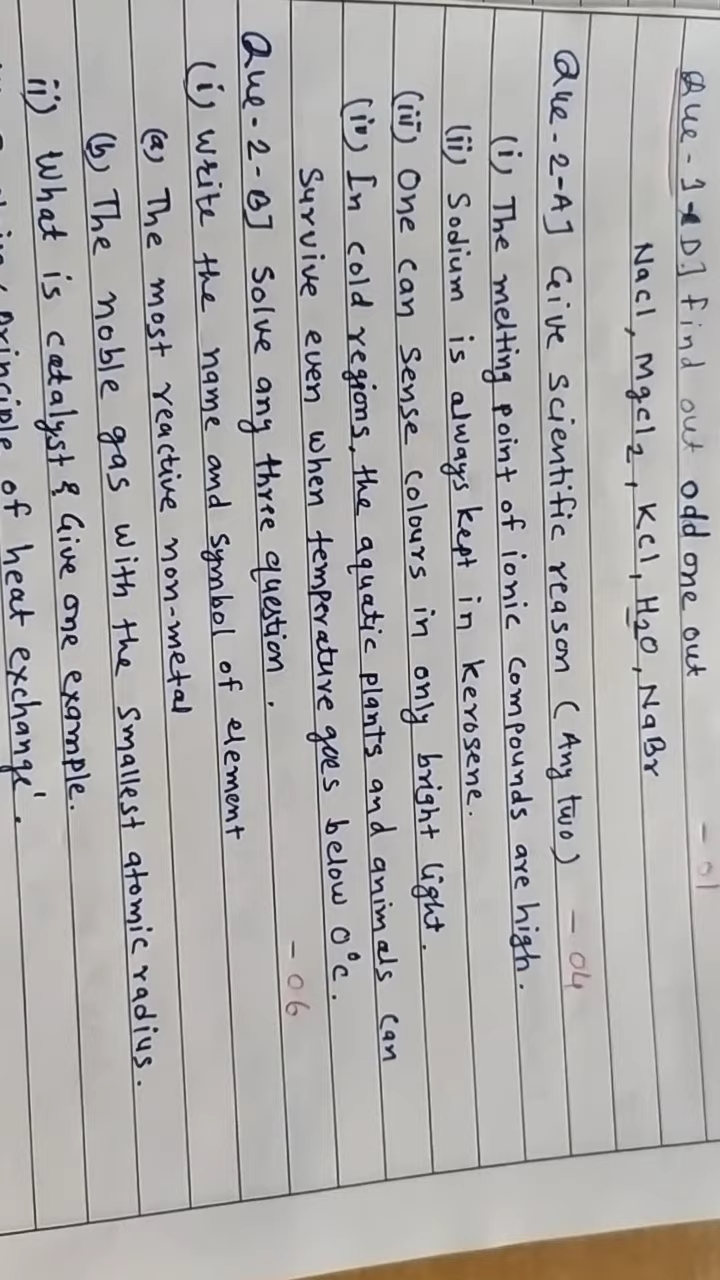 Que-1 D] find out odd one out - 01
Nacl, Mgcl2, Kcl, H2O, NaBr
Que-2-A] Give scientific reason (Any two) - 04
(i) The melting point of ionic compounds are high.
(ii) Sodium is always kept in kerosene.
(iii) One can sense colours in only bright light.
(iv) In cold regions, the aquatic plants and animals can
Survive even when temperature goes below 0°c.
Que-2-B] Solve any three question. - 06
(i) write the name and symbol of element
(a) The most reactive non-metal
(b) The noble gas with the smallest atomic radius.
ii) What is catalyst & Give one example.
principle of heat exchange'.